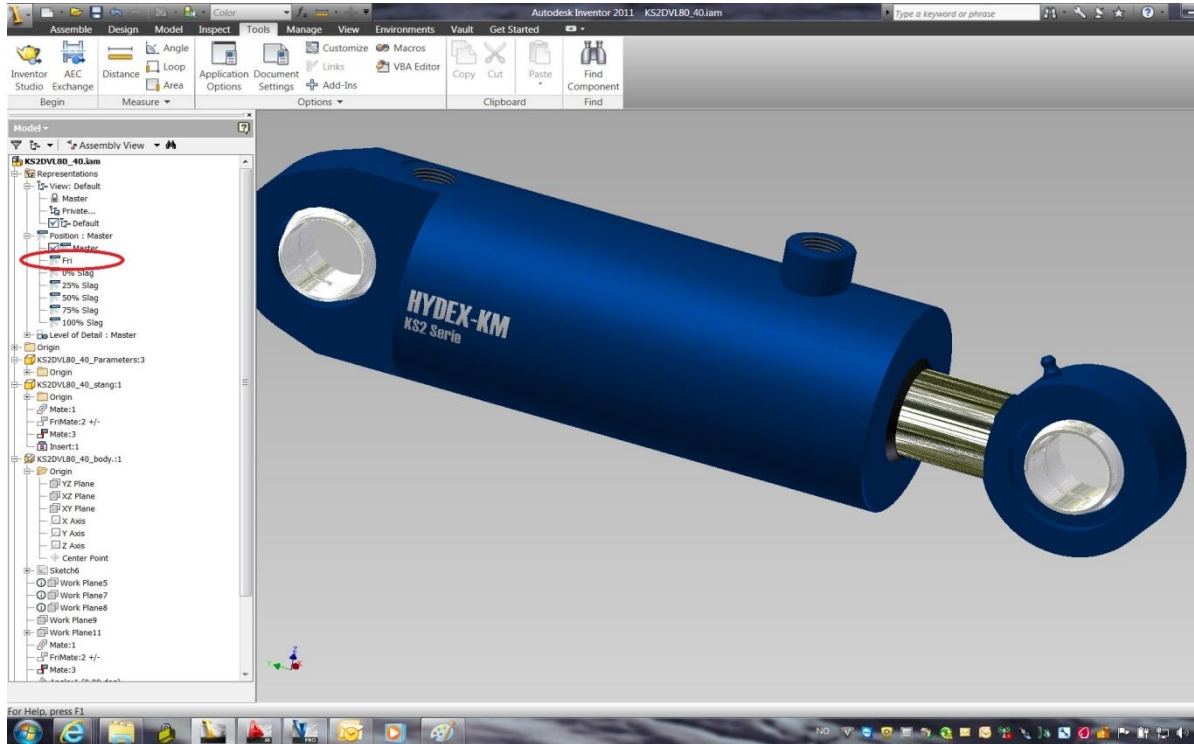 Color
Autodesk Inventor 2011 KS2DVL80_40.iam
Type a keyword or phrase
Assemble Design Model Inspect Tools Manage View Environments Vault Get Started
Inventor Studio
AEC Exchange
Distance
Angle
Loop
Area
Application Options
Document Settings
Customize
Links
Add-Ins
Macros
VBA Editor
Copy
Cut
Paste
Find Component
Begin
Measure
Options
Clipboard
Find
Model
Assembly View
KS2DVL80_40.iam
Representations
View: Default
Master
Private...
Default
Position : Master
Master
Fri
0% Slag
25% Slag
50% Slag
75% Slag
100% Slag
Level of Detail : Master
Origin
KS2DVL80_40_Parameters:3
Origin
KS2DVL80_40_stang:1
Origin
Mate:1
FriMate:2 +/-
Mate:3
Insert:1
KS2DVL80_40_body.:1
Origin
YZ Plane
XZ Plane
XY Plane
X Axis
Y Axis
Z Axis
Center Point
Sketch6
Work Plane5
Work Plane7
Work Plane8
Work Plane9
Work Plane11
Mate:1
FriMate:2 +/-
Mate:3
HYDEX-KM
KS2 Serie
Z
For Help, press F1
NO